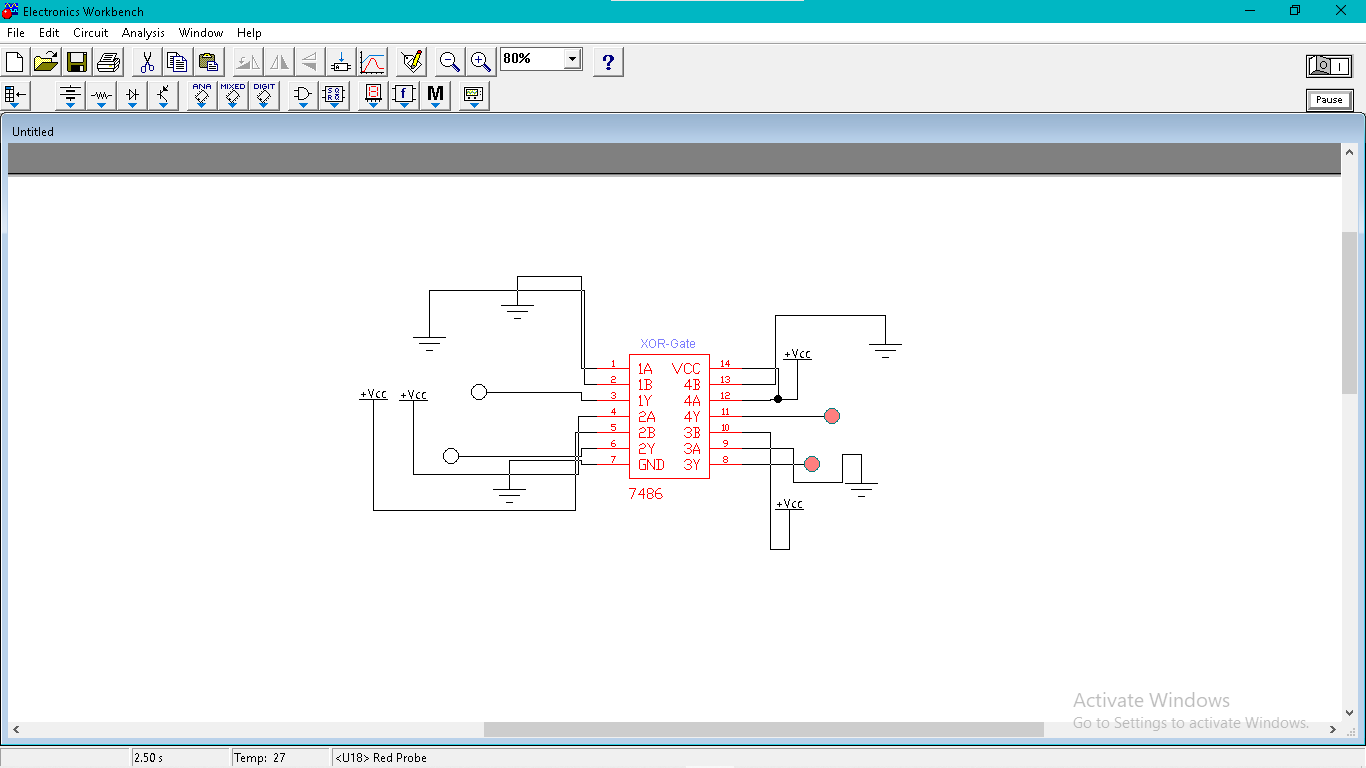 Electronics Workbench
File Edit Circuit Analysis Window Help
80%
?
ANA MIXED DIGIT
M
Pause
Untitled
XOR-Gate
+Vcc
+Vcc
+Vcc
1 1A VCC 14
2 1B 4B 13
3 1Y 4A 12
4 2A 4Y 11
5 2B 3B 10
6 2Y 3A 9
7 GND 3Y 8
7486
+Vcc
Activate Windows
Go to Settings to activate Windows.
2.50 s Temp: 27 <U18> Red Probe